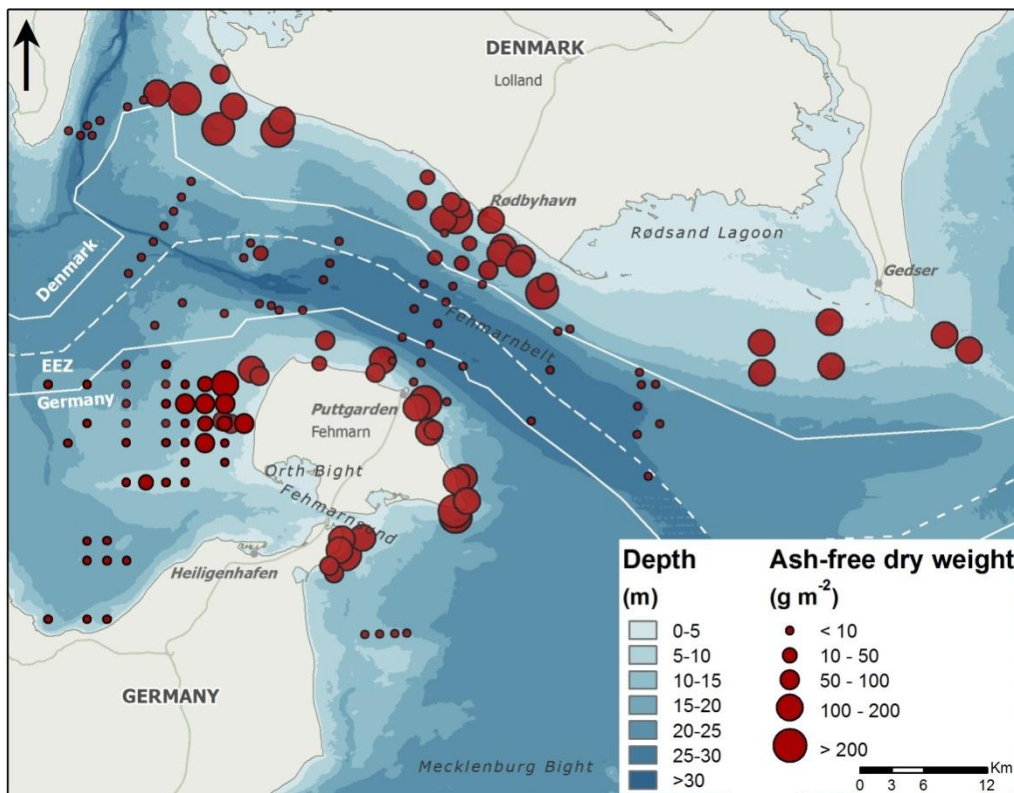 DENMARK
Lolland
Rødbyhavn
Rødsand Lagoon
Gedser
Denmark
Fehmarnbelt
EEZ
Germany
Puttgarden
Fehmarn
Orth Bight
Fehmarnsund
Heiligenhafen
GERMANY
Mecklenburg Bight
Depth
(m)
0-5
5-10
10-15
15-20
20-25
25-30
>30
Ash-free dry weight
(g m-2)
< 10
10 - 50
50 - 100
100 - 200
> 200
Km
0 3 6 12